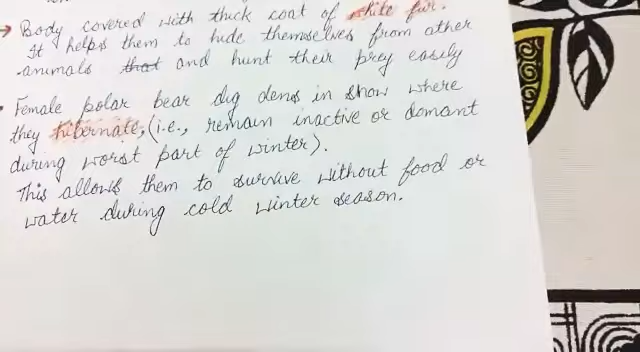 → Body covered with thick coat of white fur.
It helps them to hide themselves from other
animals that and hunt their prey easily
• Female polar bear dig dens in snow where
they hibernate, (i.e., remain inactive or domant
during worst part of winter).
This allows them to survive without food or
water during cold winter season.